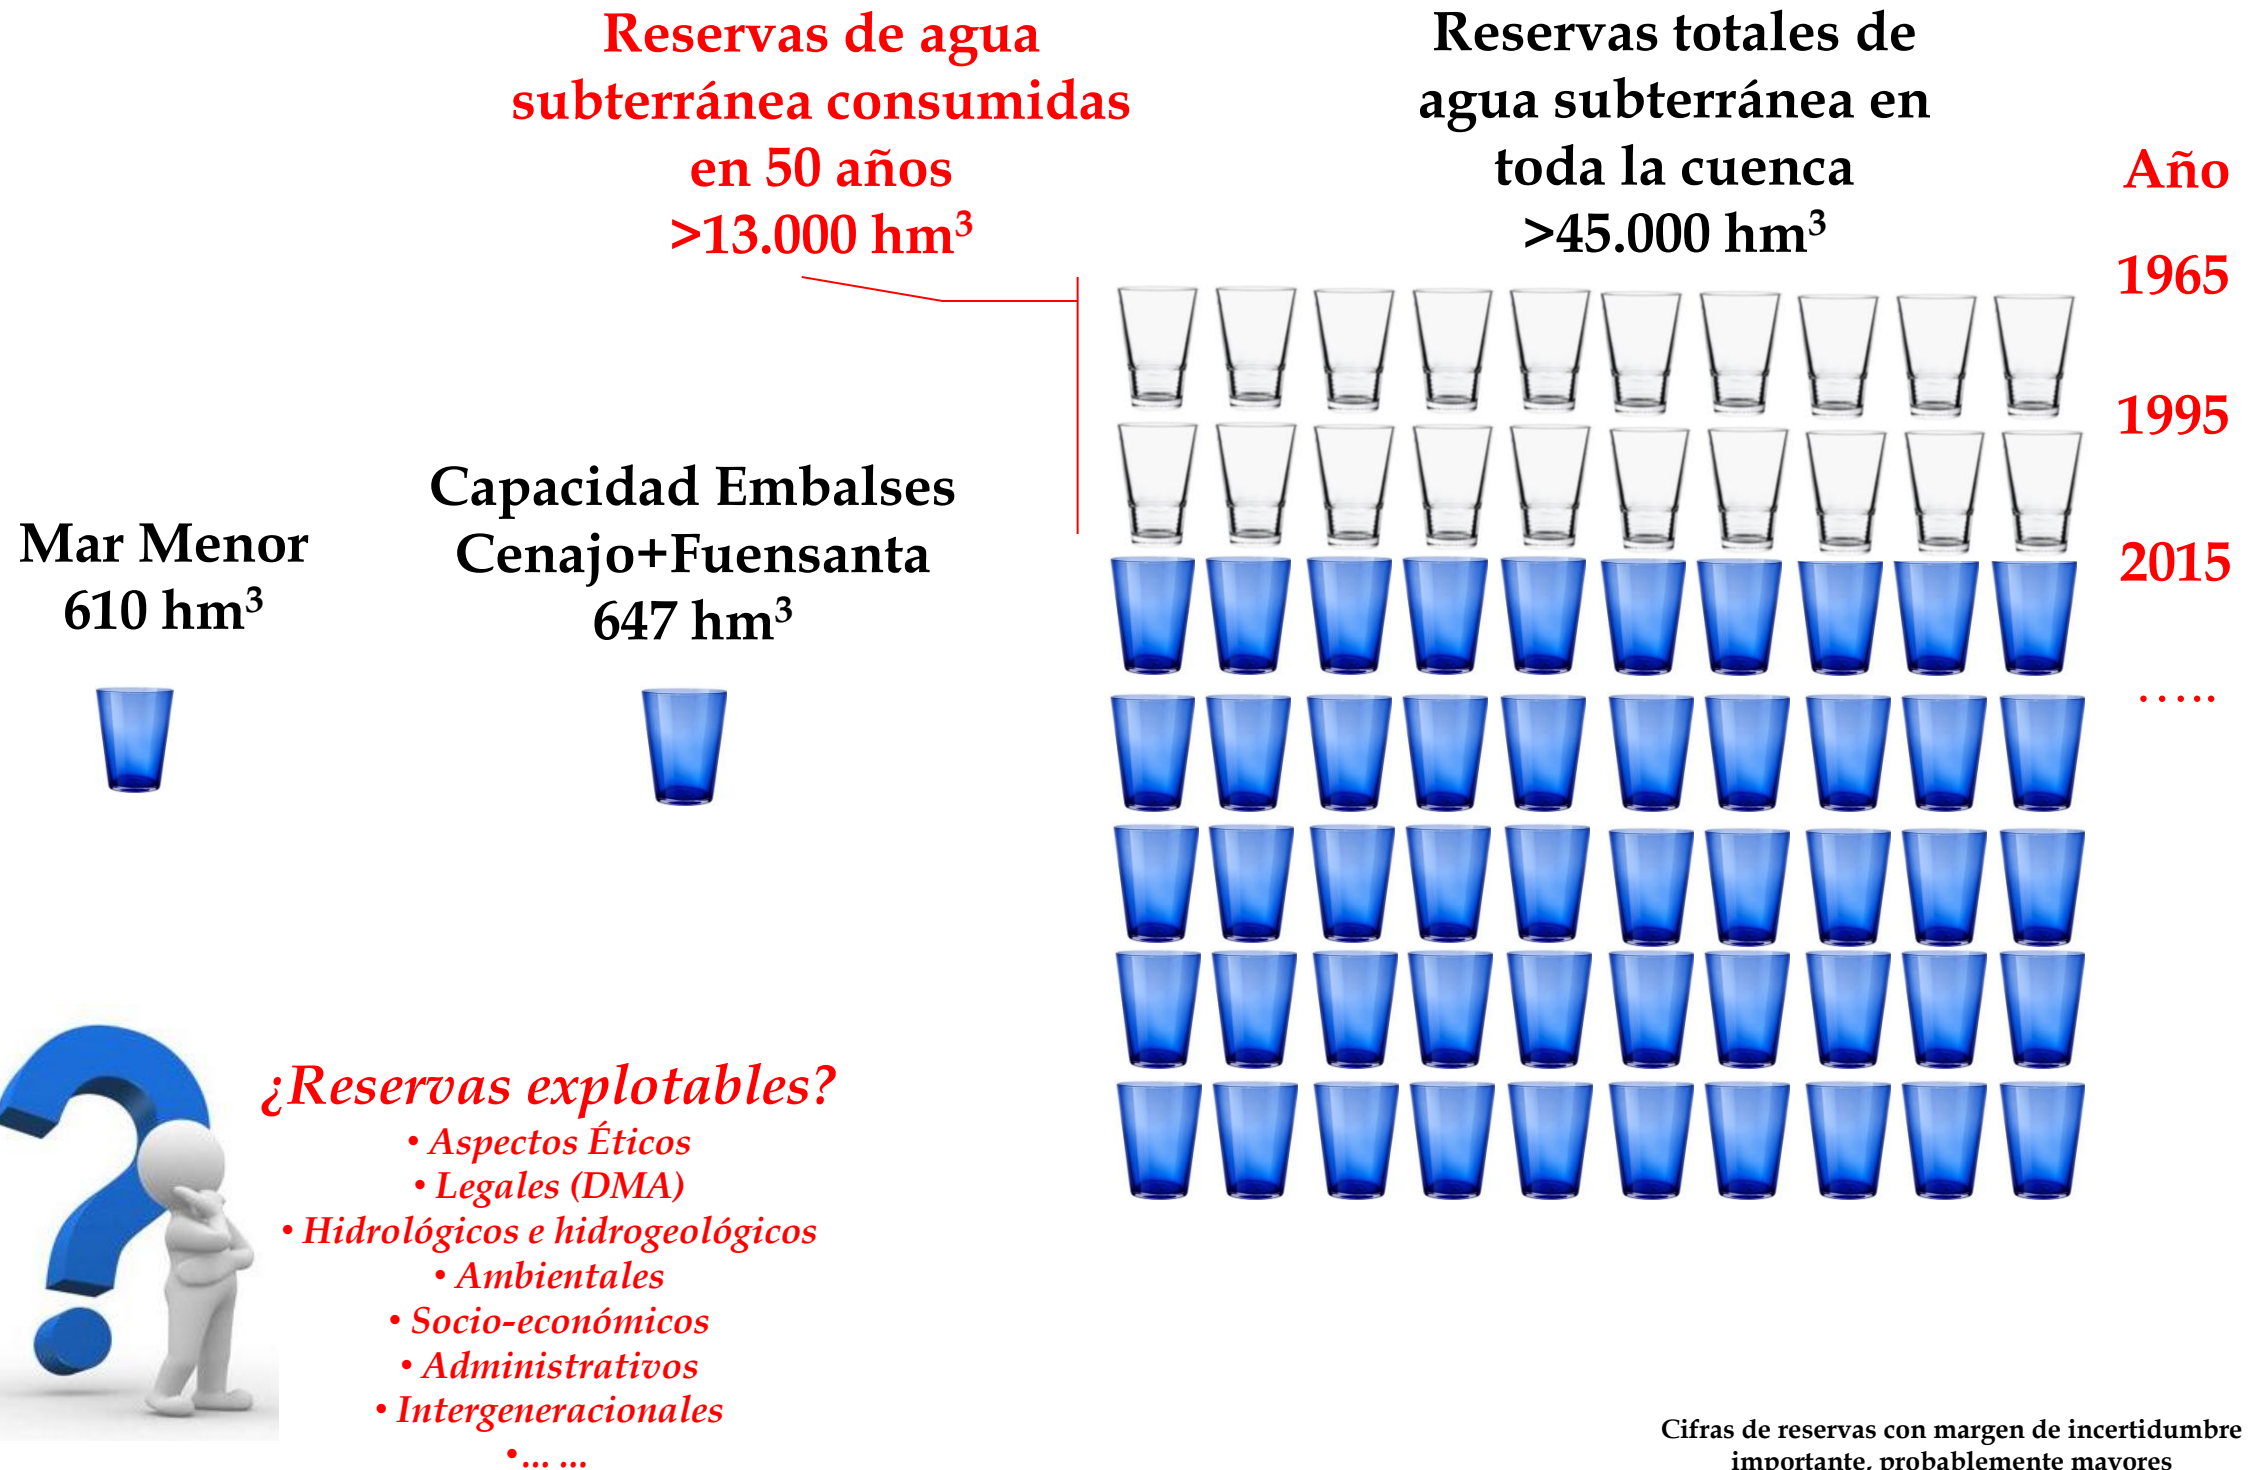 Reservas de agua
subterránea consumidas
en 50 años
>13.000 hm³
Reservas totales de
agua subterránea en
toda la cuenca
>45.000 hm³
Año
1965
1995
2015
.....
Mar Menor
610 hm³
Capacidad Embalses
Cenajo+Fuensanta
647 hm³
¿Reservas explotables?
• Aspectos Éticos
• Legales (DMA)
• Hidrológicos e hidrogeológicos
• Ambientales
• Socio-económicos
• Administrativos
• Intergeneracionales
•... ...
Cifras de reservas con margen de incertidumbre
importante, probablemente mayores